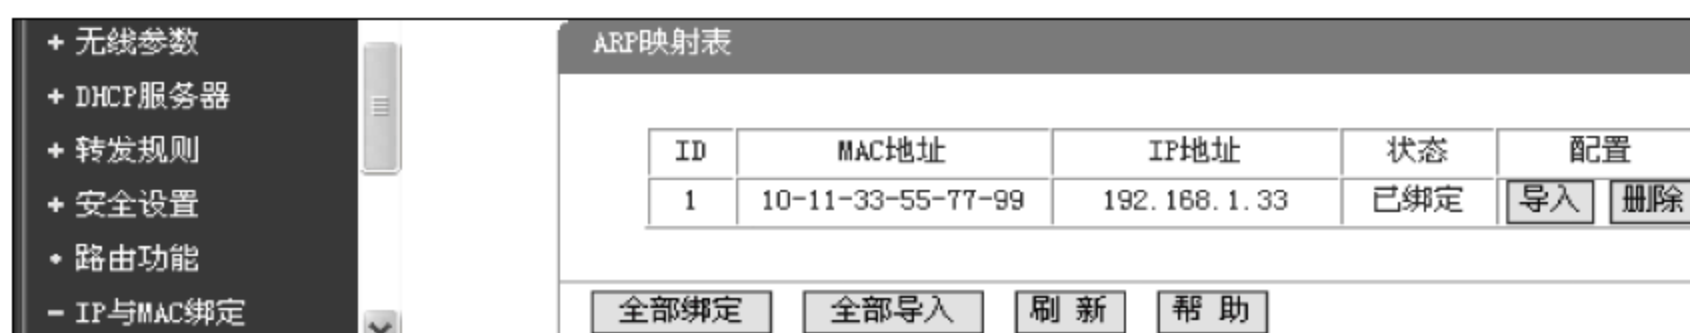 + 无线参数
+ DHCP服务器
+ 转发规则
+ 安全设置
• 路由功能
- IP与MAC绑定
ARP映射表
ID MAC地址 IP地址 状态 配置
1 10-11-33-55-77-99 192.168.1.33 已绑定 导入 删除
全部绑定 全部导入 刷 新 帮 助